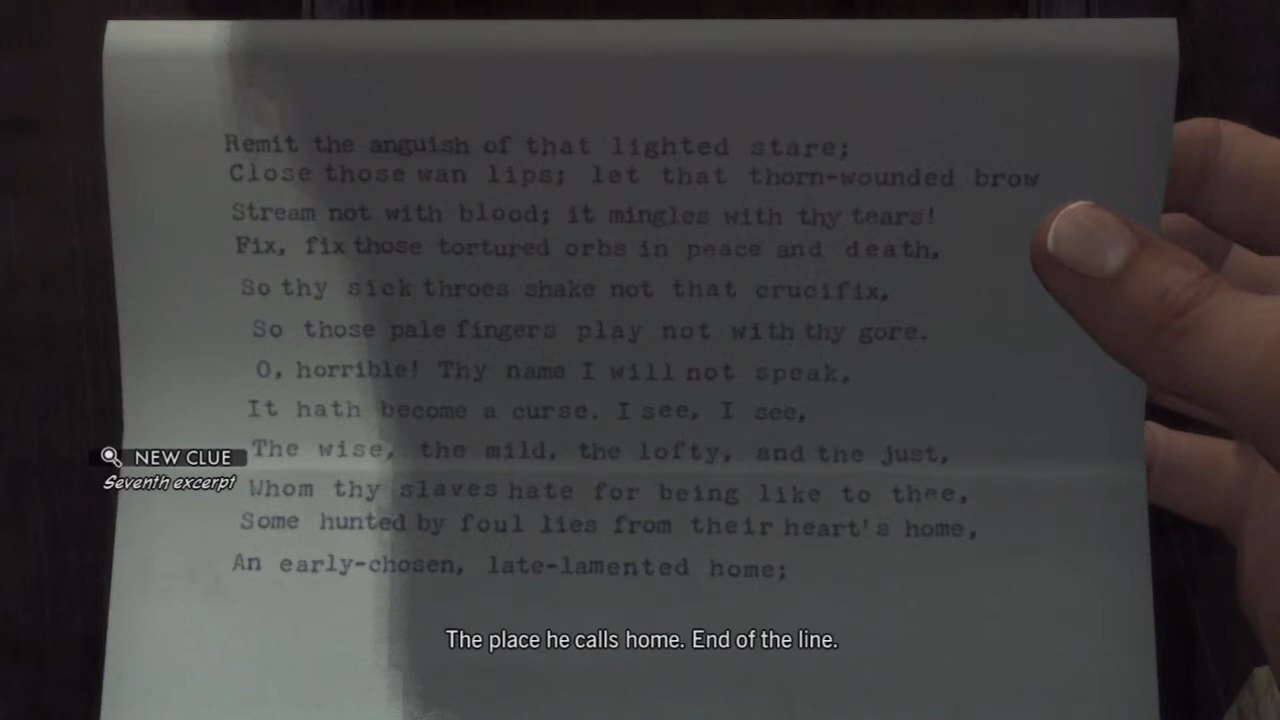 Remit the anguish of that lighted stare;
Close those wan lips; let that thorn-wounded brow
Stream not with blood; it mingles with thy tears!
Fix, fix those tortured orbs in peace and death,
So thy sick throes shake not that crucifix,
So those pale fingers play not with thy gore.
O, horrible! Thy name I will not speak,
It hath become a curse. I see, I see,
The wise, the mild, the lofty, and the just,
NEW CLUE
Seventh excerpt
Whom thy slaves hate for being like to thee,
Some hunted by foul lies from their heart's home,
An early-chosen, late-lamented home;
The place he calls home. End of the line.